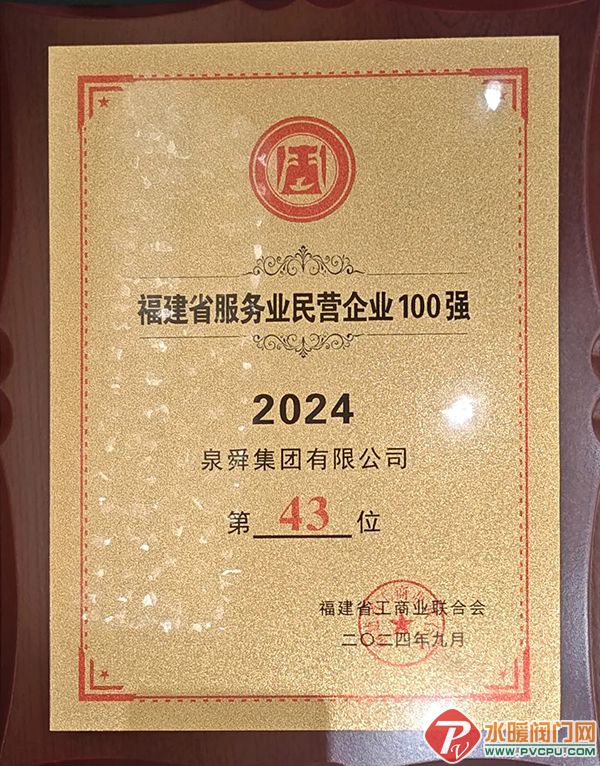 福建省服务业民营企业100强
2024
泉舜集团有限公司
第 43 位
福建省工商业联合会
二〇二四年九月
水暖阀门网
WWW.PVCPU.COM